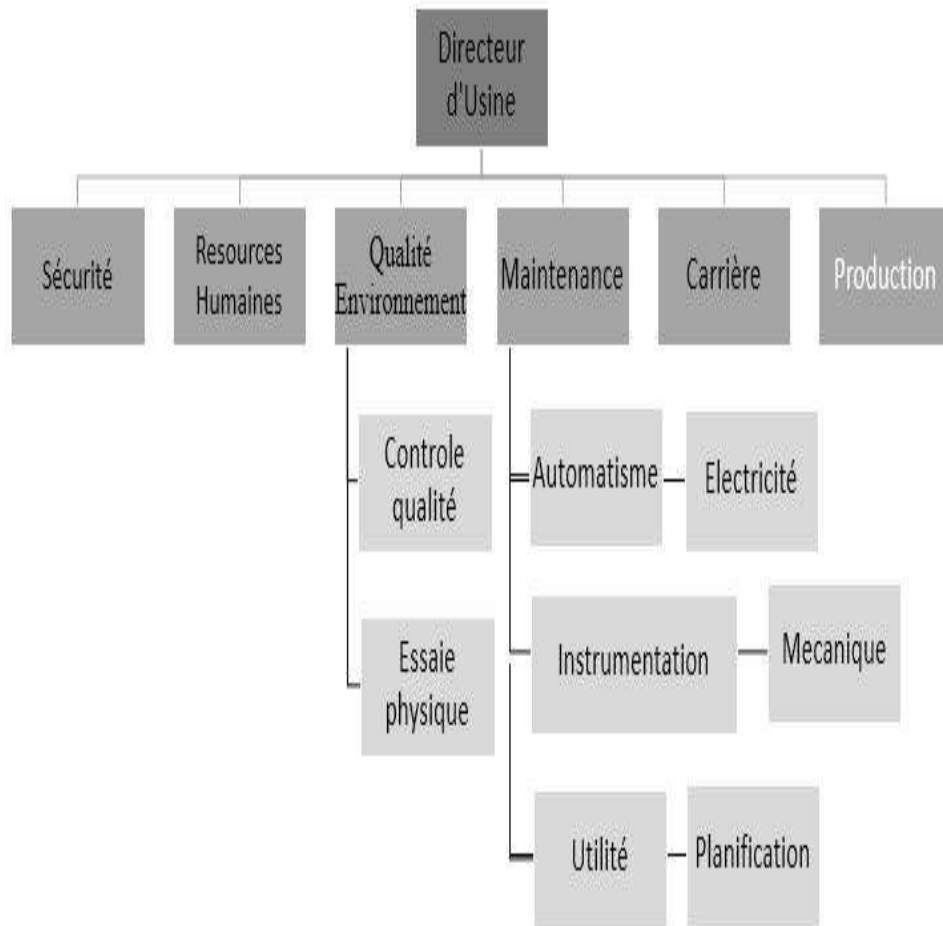 Directeur
d'Usine
Sécurité
Resources
Humaines
Qualité
Environnement
Maintenance
Carrière
Production
Controle
qualité
Automatisme
Electricité
Essaie
physique
Instrumentation
Mecanique
Utilité
Planification